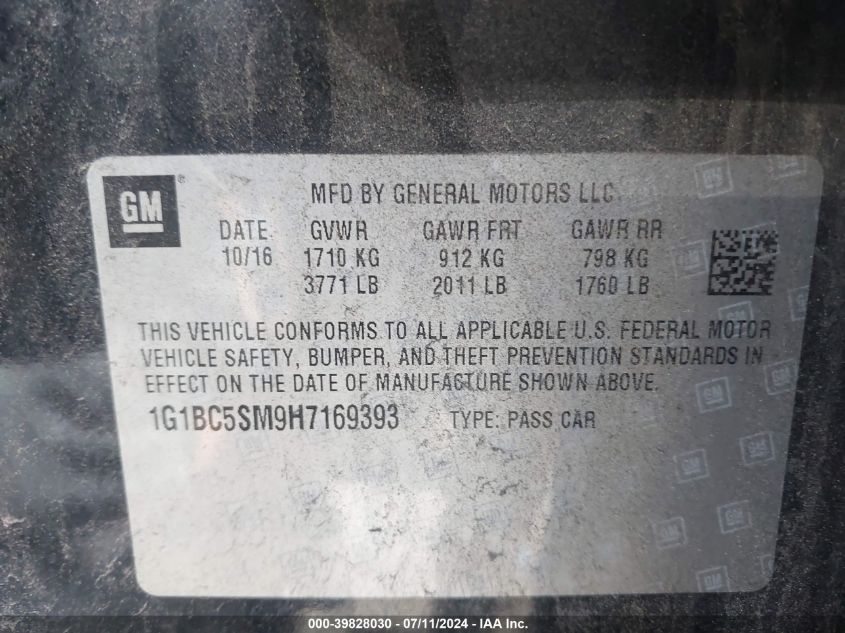 GM®
MFD BY GENERAL MOTORS LLC
DATE GVWR GAWR FRT GAWR RR
10/16 1710 KG 912 KG 798 KG
3771 LB 2011 LB 1760 LB
THIS VEHICLE CONFORMS TO ALL APPLICABLE U.S. FEDERAL MOTOR
VEHICLE SAFETY, BUMPER, AND THEFT PREVENTION STANDARDS IN
EFFECT ON THE DATE OF MANUFACTURE SHOWN ABOVE.
1G1BC5SM9H7169393 TYPE: PASS CAR
000-39828030 - 07/11/2024 - IAAI.com